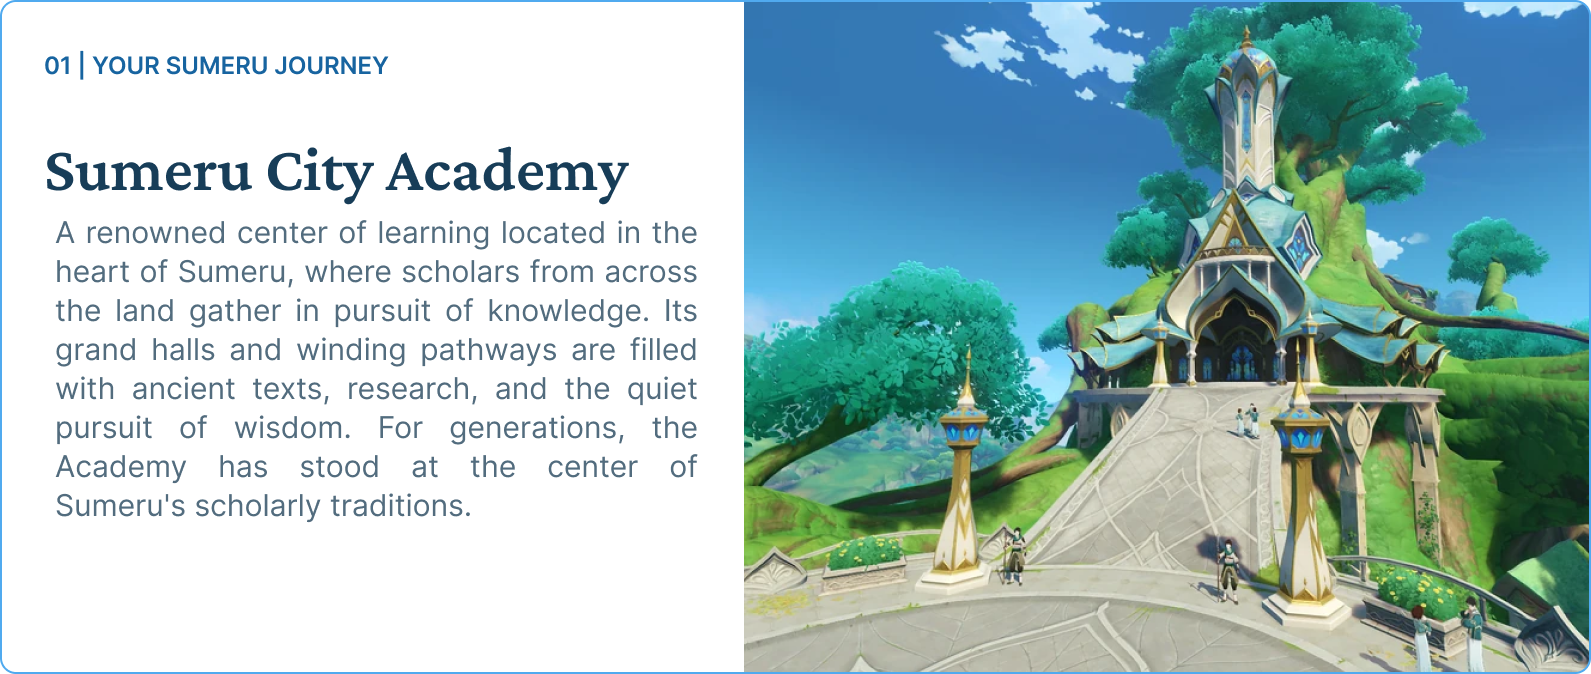 01 | YOUR SUMERU JOURNEY
Sumeru City Academy
A renowned center of learning located in the
heart of Sumeru, where scholars from across
the land gather in pursuit of knowledge. Its
grand halls and winding pathways are filled
with ancient texts, research, and the quiet
pursuit of wisdom. For generations, the
Academy has stood at the center of
Sumeru's scholarly traditions.